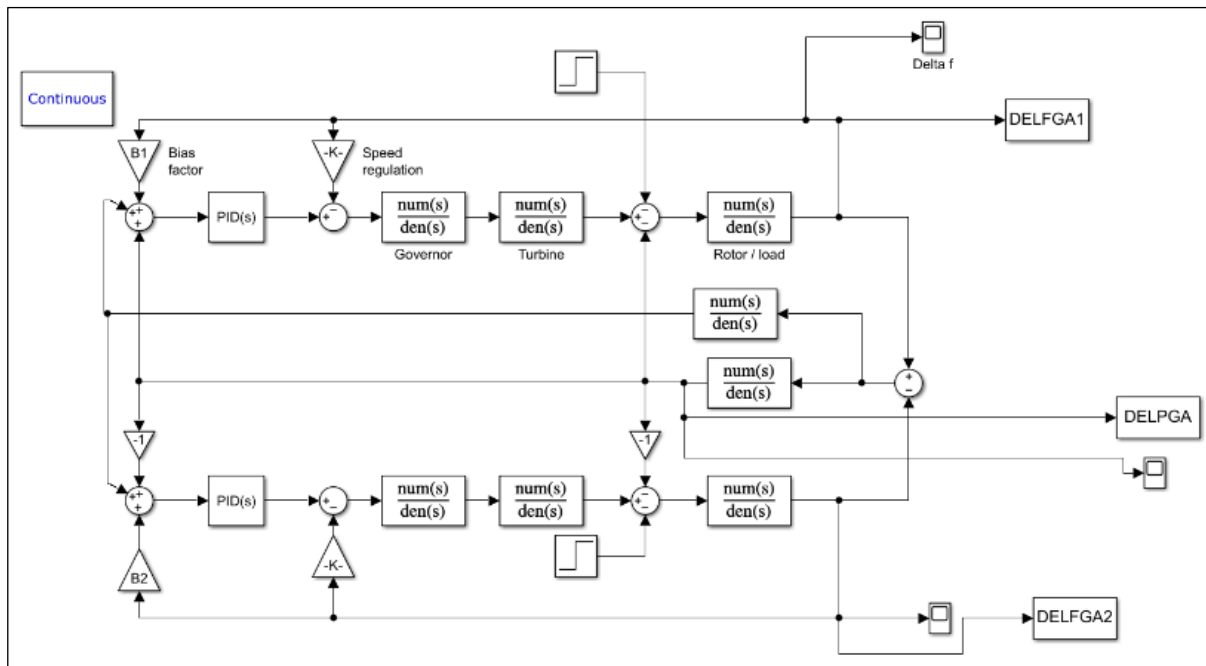 Delta f
Continuous
DELFGA1
B1
Bias
factor
-K-
Speed
regulation
+
+
+
PID(s)
+
−
num(s)
den(s)
Governor
num(s)
den(s)
Turbine
+
−
−
num(s)
den(s)
Rotor / load
num(s)
den(s)
num(s)
den(s)
+
−
DELPGA
-1
-1
+
+
+
PID(s)
+
−
num(s)
den(s)
num(s)
den(s)
+
−
−
num(s)
den(s)
B2
-K-
DELFGA2